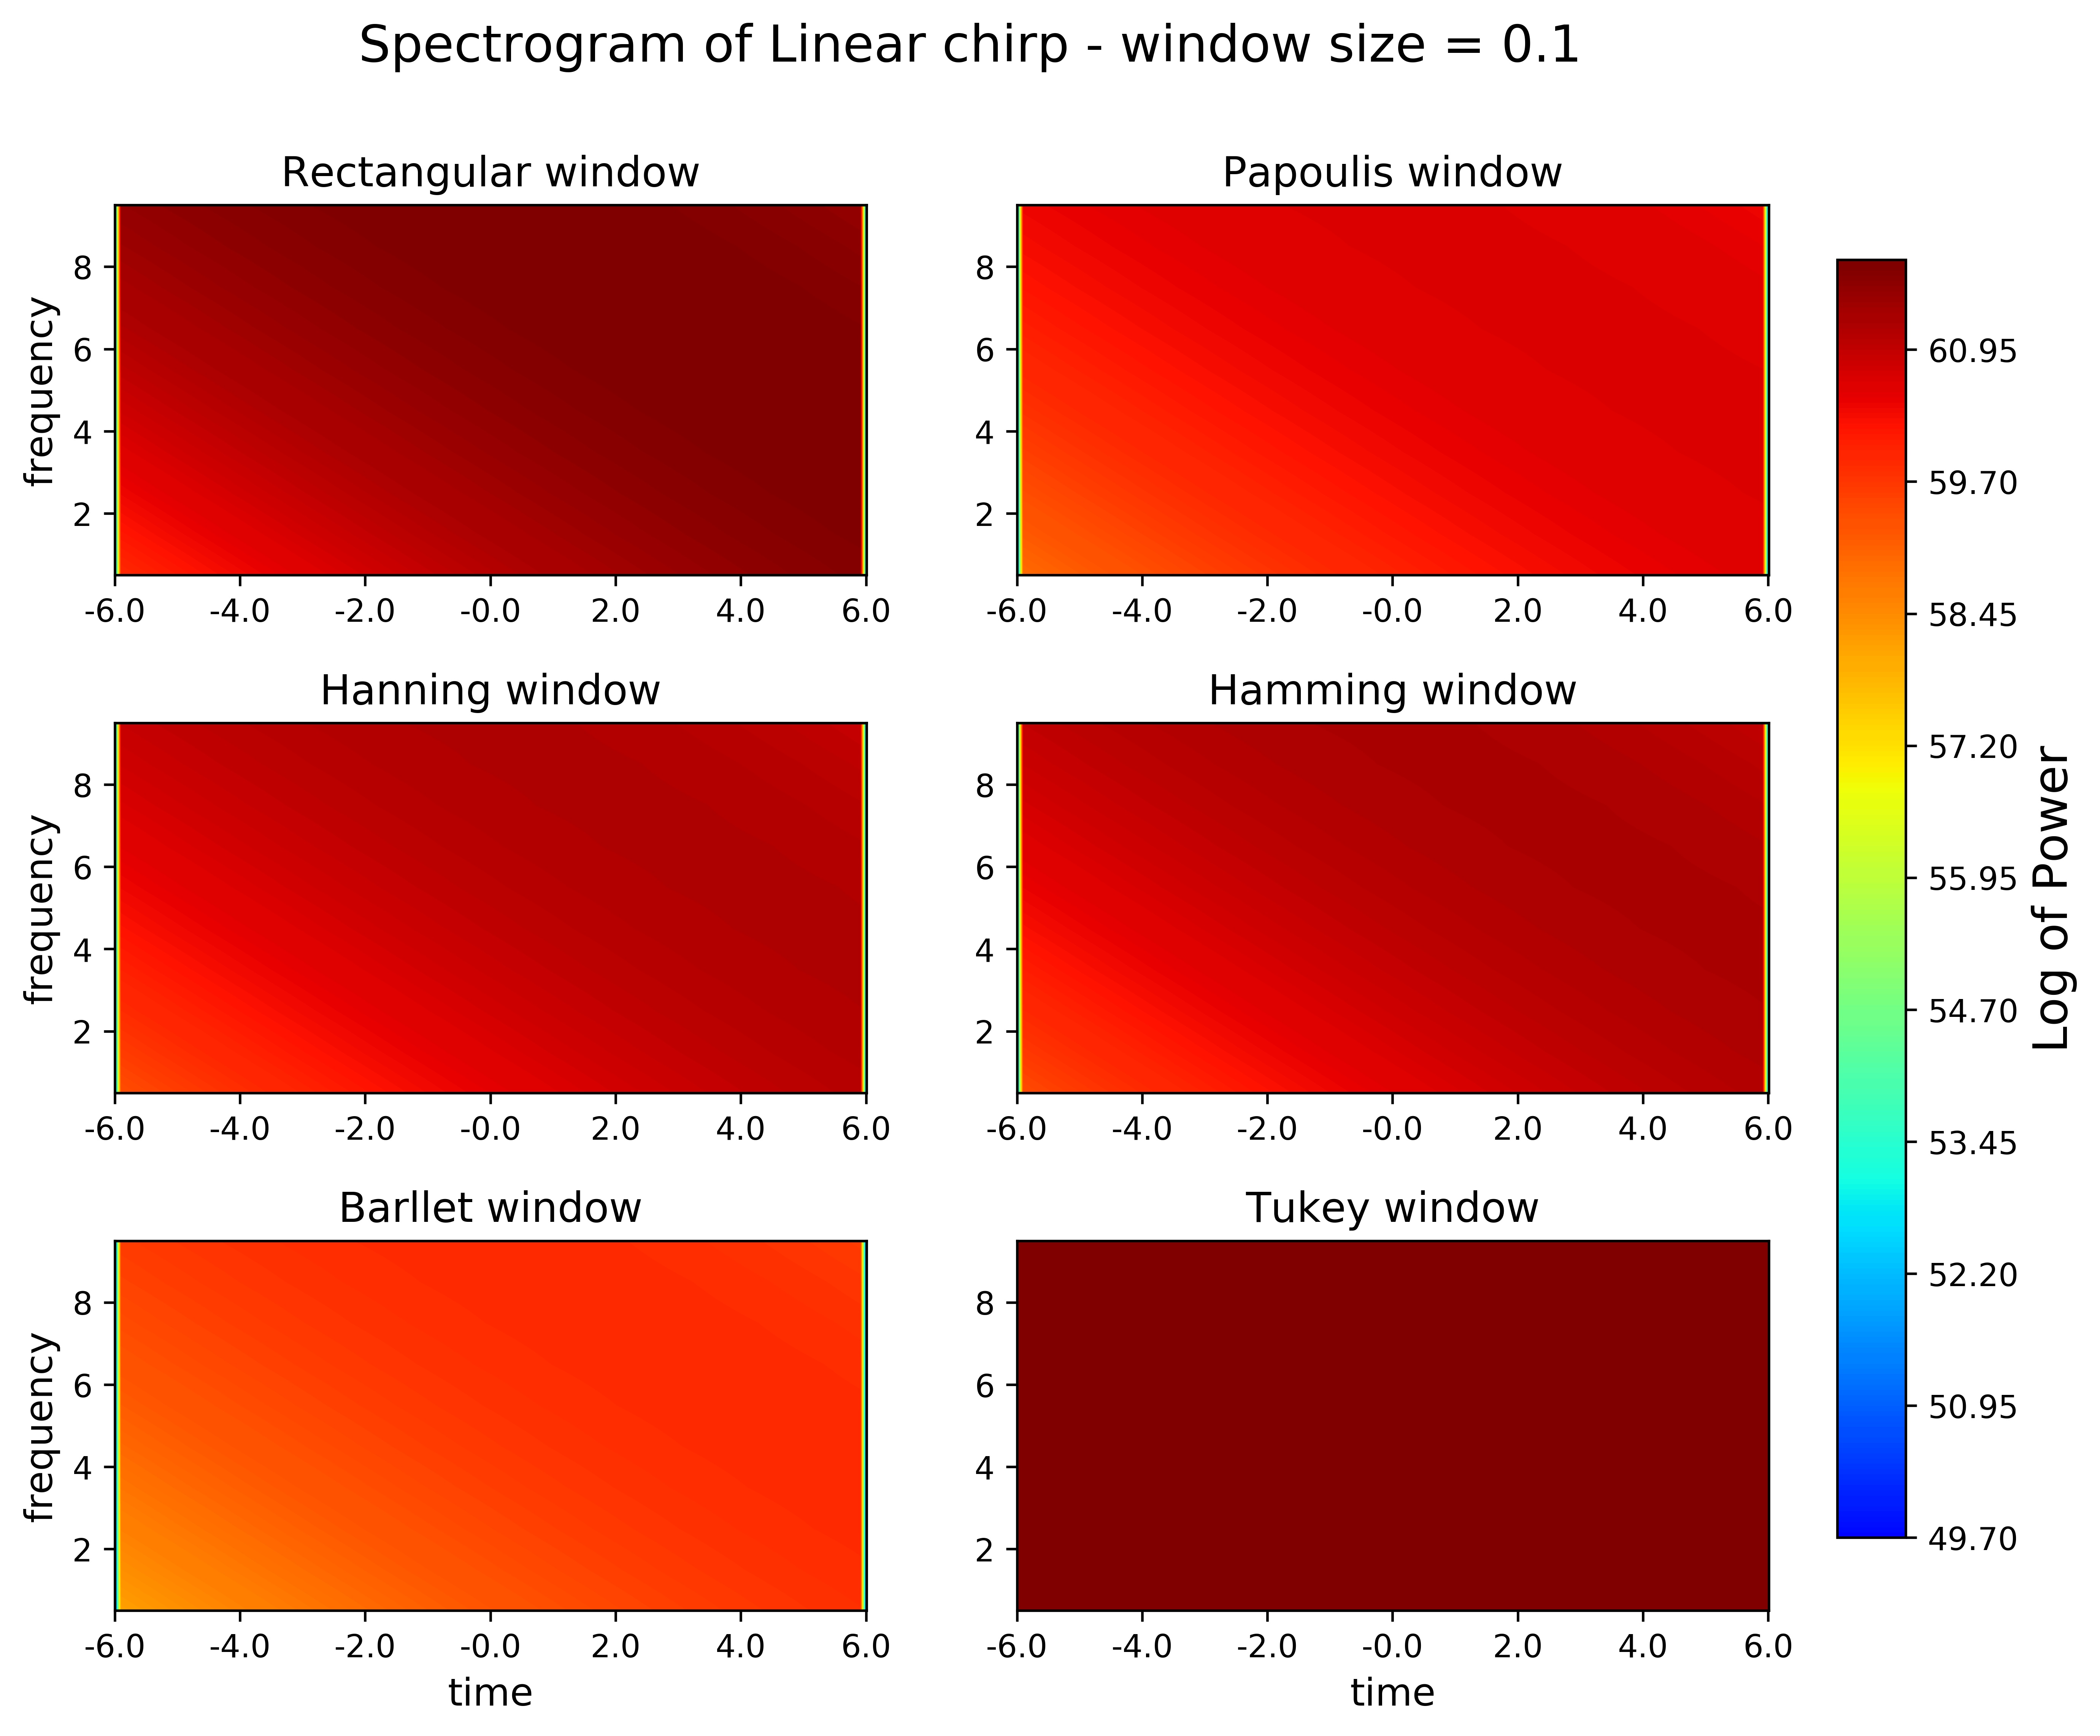 Spectrogram of Linear chirp - window size = 0.1
Rectangular window
frequency
8
6
4
2
-6.0 -4.0 -2.0 -0.0 2.0 4.0 6.0
Papoulis window
8
6
4
2
-6.0 -4.0 -2.0 -0.0 2.0 4.0 6.0
Hanning window
frequency
8
6
4
2
-6.0 -4.0 -2.0 -0.0 2.0 4.0 6.0
Hamming window
8
6
4
2
-6.0 -4.0 -2.0 -0.0 2.0 4.0 6.0
Barllet window
frequency
8
6
4
2
-6.0 -4.0 -2.0 -0.0 2.0 4.0 6.0
time
Tukey window
8
6
4
2
-6.0 -4.0 -2.0 -0.0 2.0 4.0 6.0
time
60.95
59.70
58.45
57.20
55.95
54.70
53.45
52.20
50.95
49.70
Log of Power